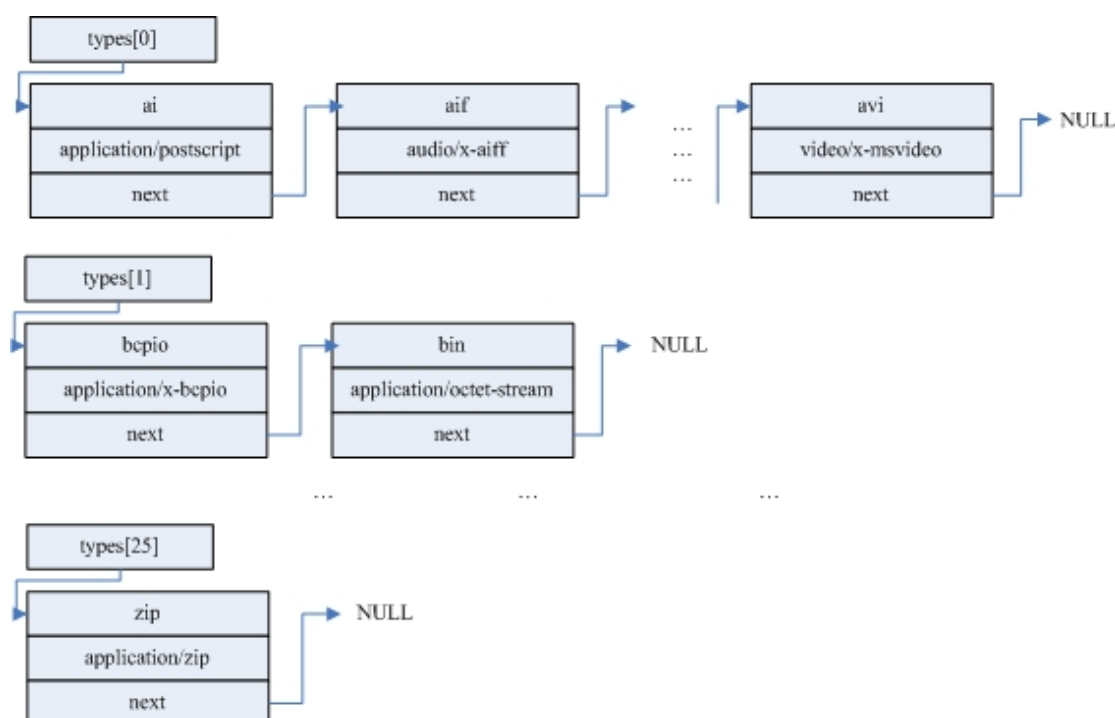 types[0]
ai
aif
avi
NULL
application/postscript
audio/x-aiff
...
...
...
video/x-msvideo
next
next
next
types[1]
bcpio
bin
NULL
application/x-bcpio
application/octet-stream
next
next
...
...
...
types[25]
zip
NULL
application/zip
next